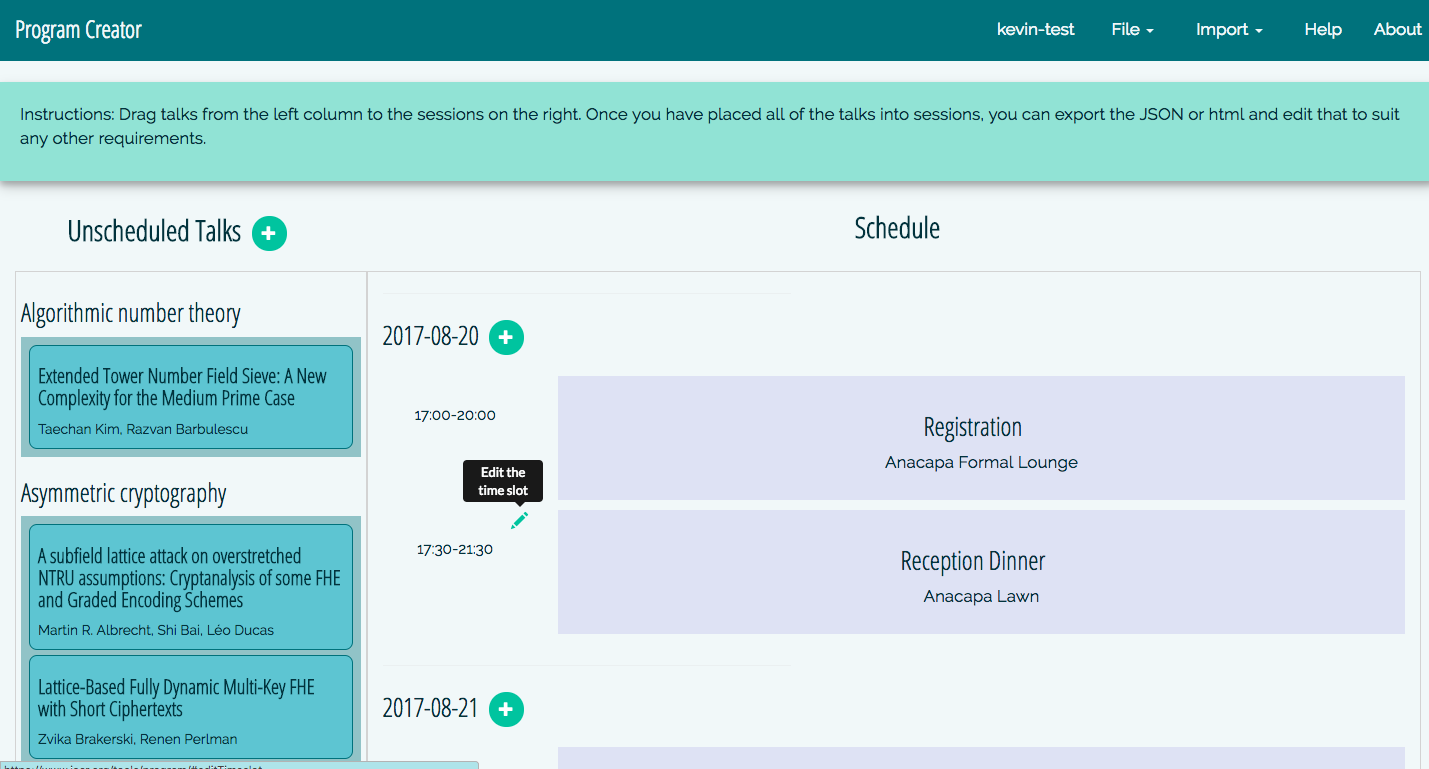 Program Creator
kevin-test
File
Import
Help
About
Instructions: Drag talks from the left column to the sessions on the right. Once you have placed all of the talks into sessions, you can export the JSON or html and edit that to suit
any other requirements.
Unscheduled Talks
Schedule
Algorithmic number theory
Extended Tower Number Field Sieve: A New
Complexity for the Medium Prime Case
Taechan Kim, Razvan Barbulescu
Asymmetric cryptography
A subfield lattice attack on overstretched
NTRU assumptions: Cryptanalysis of some FHE
and Graded Encoding Schemes
Martin R. Albrecht, Shi Bai, Léo Ducas
Lattice-Based Fully Dynamic Multi-Key FHE
with Short Ciphertexts
Zvika Brakerski, Renen Perlman
2017-08-20
17:00-20:00
Registration
Anacapa Formal Lounge
Edit the
time slot
17:30-21:30
Reception Dinner
Anacapa Lawn
2017-08-21